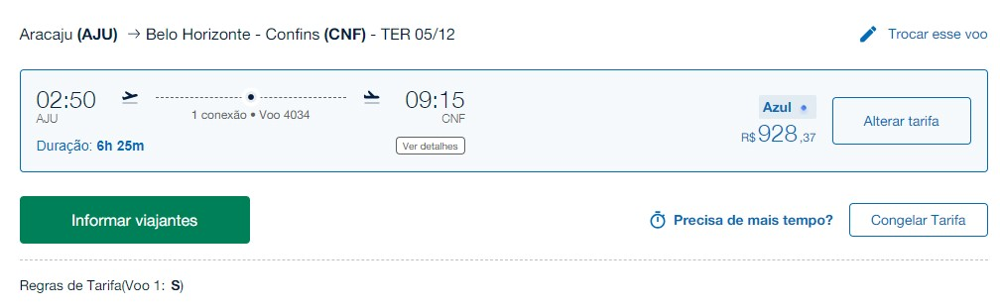 Aracaju (AJU) → Belo Horizonte - Confins (CNF) - TER 05/12
Trocar esse voo
02:50
AJU
1 conexão • Voo 4034
09:15
CNF
Azul
R$ 928,37
Alterar tarifa
Duração: 6h 25m
Ver detalhes
Informar viajantes
Precisa de mais tempo?
Congelar Tarifa
Regras de Tarifa(Voo 1: S)